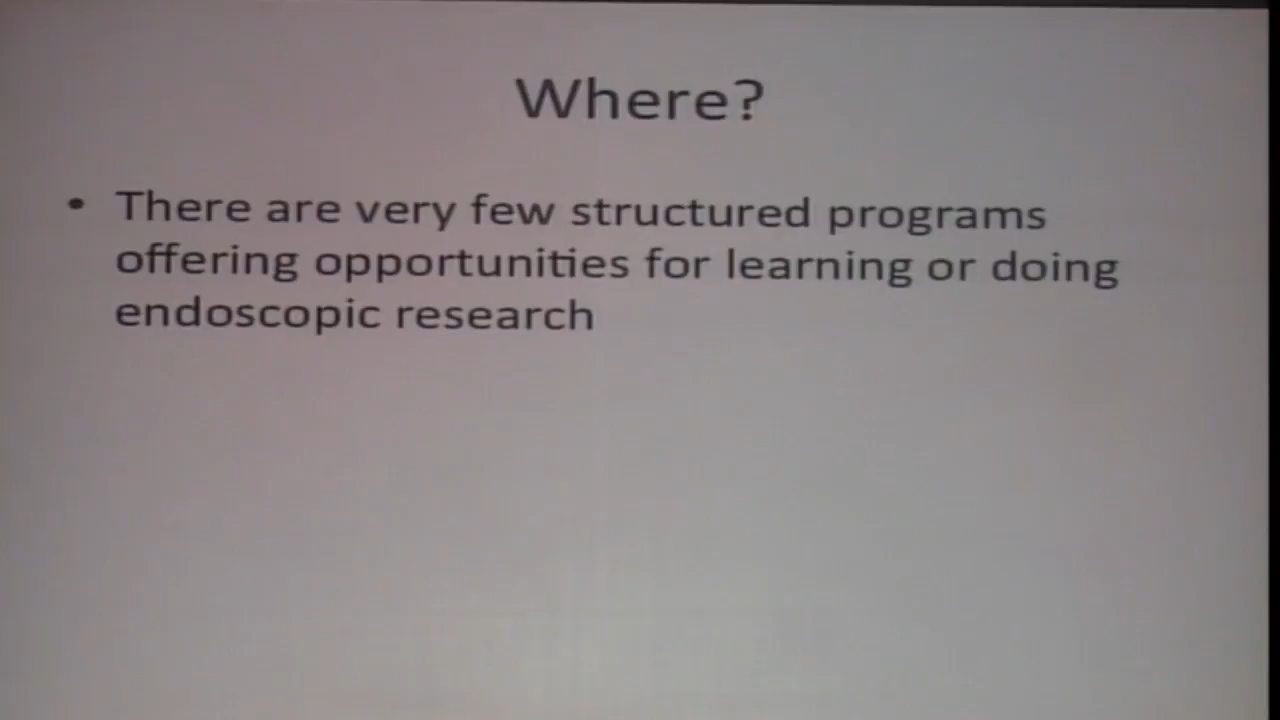 Where?
• There are very few structured programs
offering opportunities for learning or doing
endoscopic research